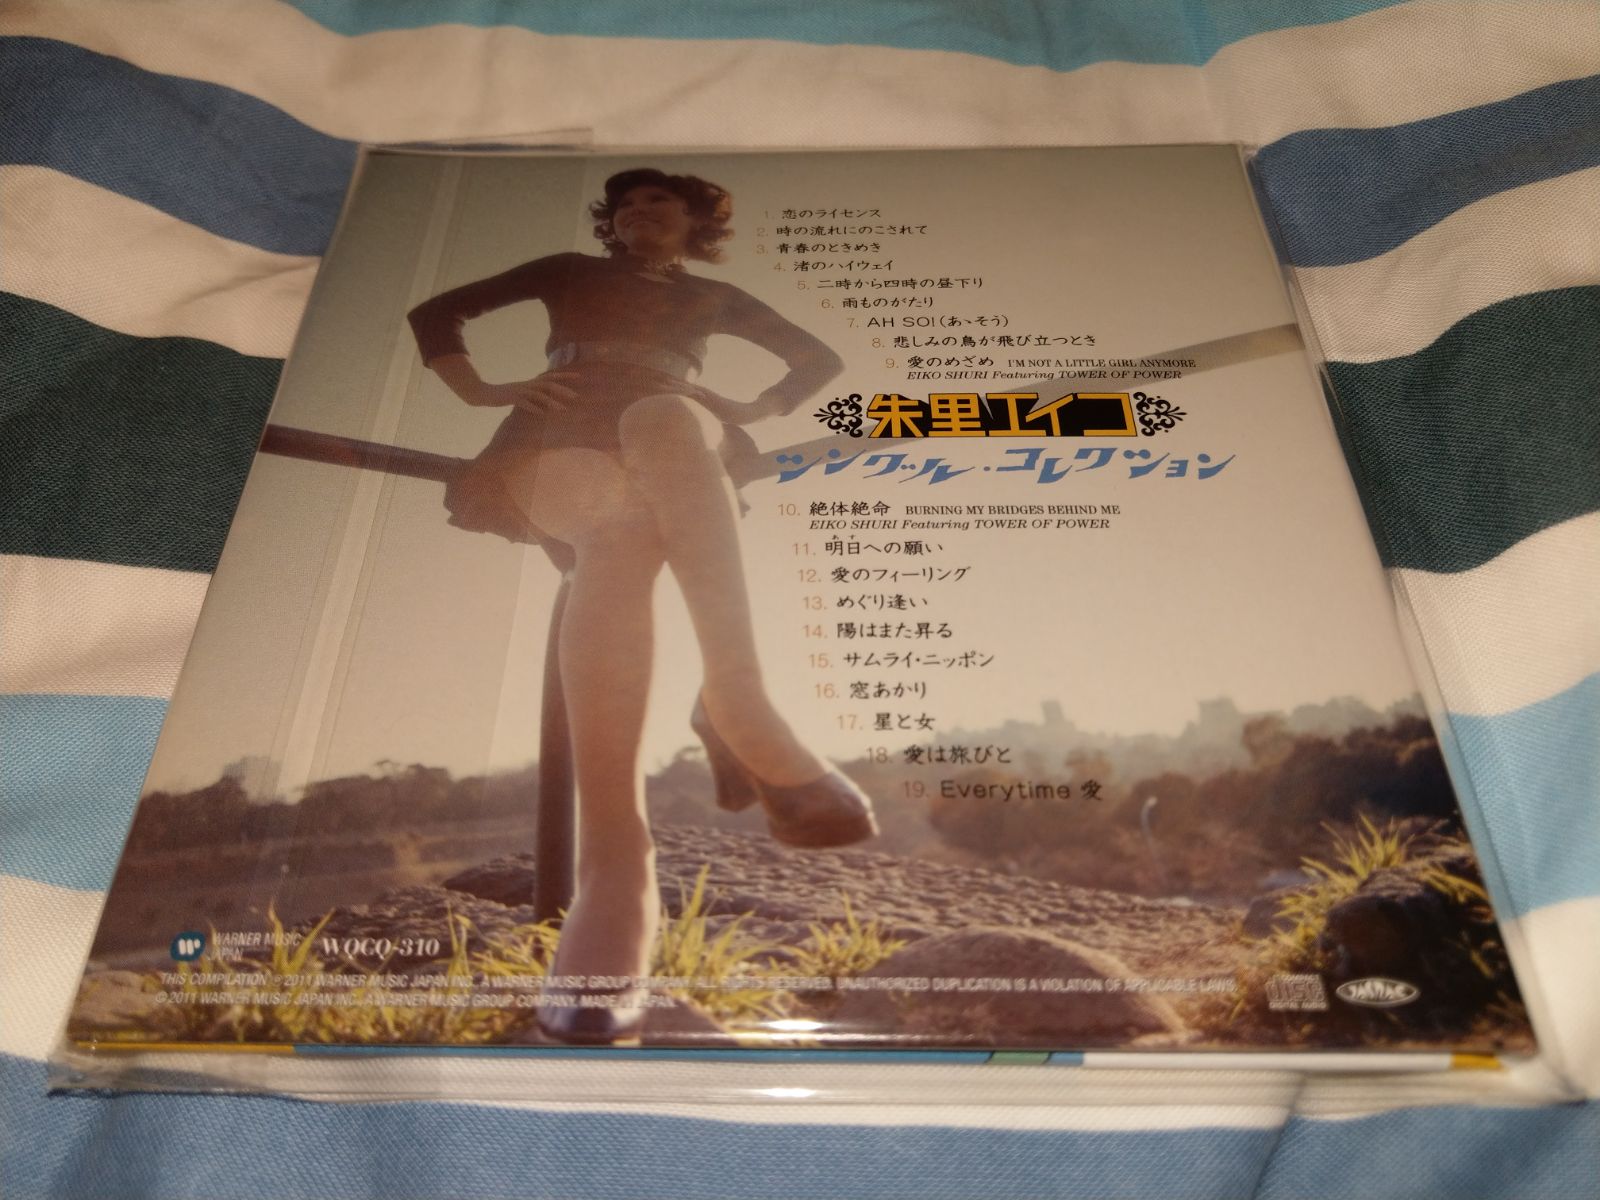 1. 恋のライセンス
2. 時の流れにのこされて
3. 青春のときめき
4. 渚のハイウェイ
5. 二時から四時の昼下り
6. 雨ものがたり
7. AH SO!(あゝそう)
8. 悲しみの鳥が飛び立つとき
9. 愛のめざめ I'M NOT A LITTLE GIRL ANYMORE
EIKO SHURI Featuring TOWER OF POWER
朱里エイコ
シングル・コレクション
10. 絶体絶命 BURNING MY BRIDGES BEHIND ME
EIKO SHURI Featuring TOWER OF POWER
あす
11. 明日への願い
12. 愛のフィーリング
13. めぐり逢い
14. 陽はまた昇る
15. サムライ・ニッポン
16. 窓あかり
17. 星と女
18. 愛は旅びと
19. Everytime 愛
WARNER MUSIC
JAPAN
WQCQ-310
THIS COMPILATION ℗ 2011 WARNER MUSIC JAPAN INC., A WARNER MUSIC GROUP COMPANY. ALL RIGHTS RESERVED. UNAUTHORIZED DUPLICATION IS A VIOLATION OF APPLICABLE LAWS.
© 2011 WARNER MUSIC JAPAN INC., A WARNER MUSIC GROUP COMPANY. MADE IN JAPAN.
COMPACT
disc
DIGITAL AUDIO
JASRAC